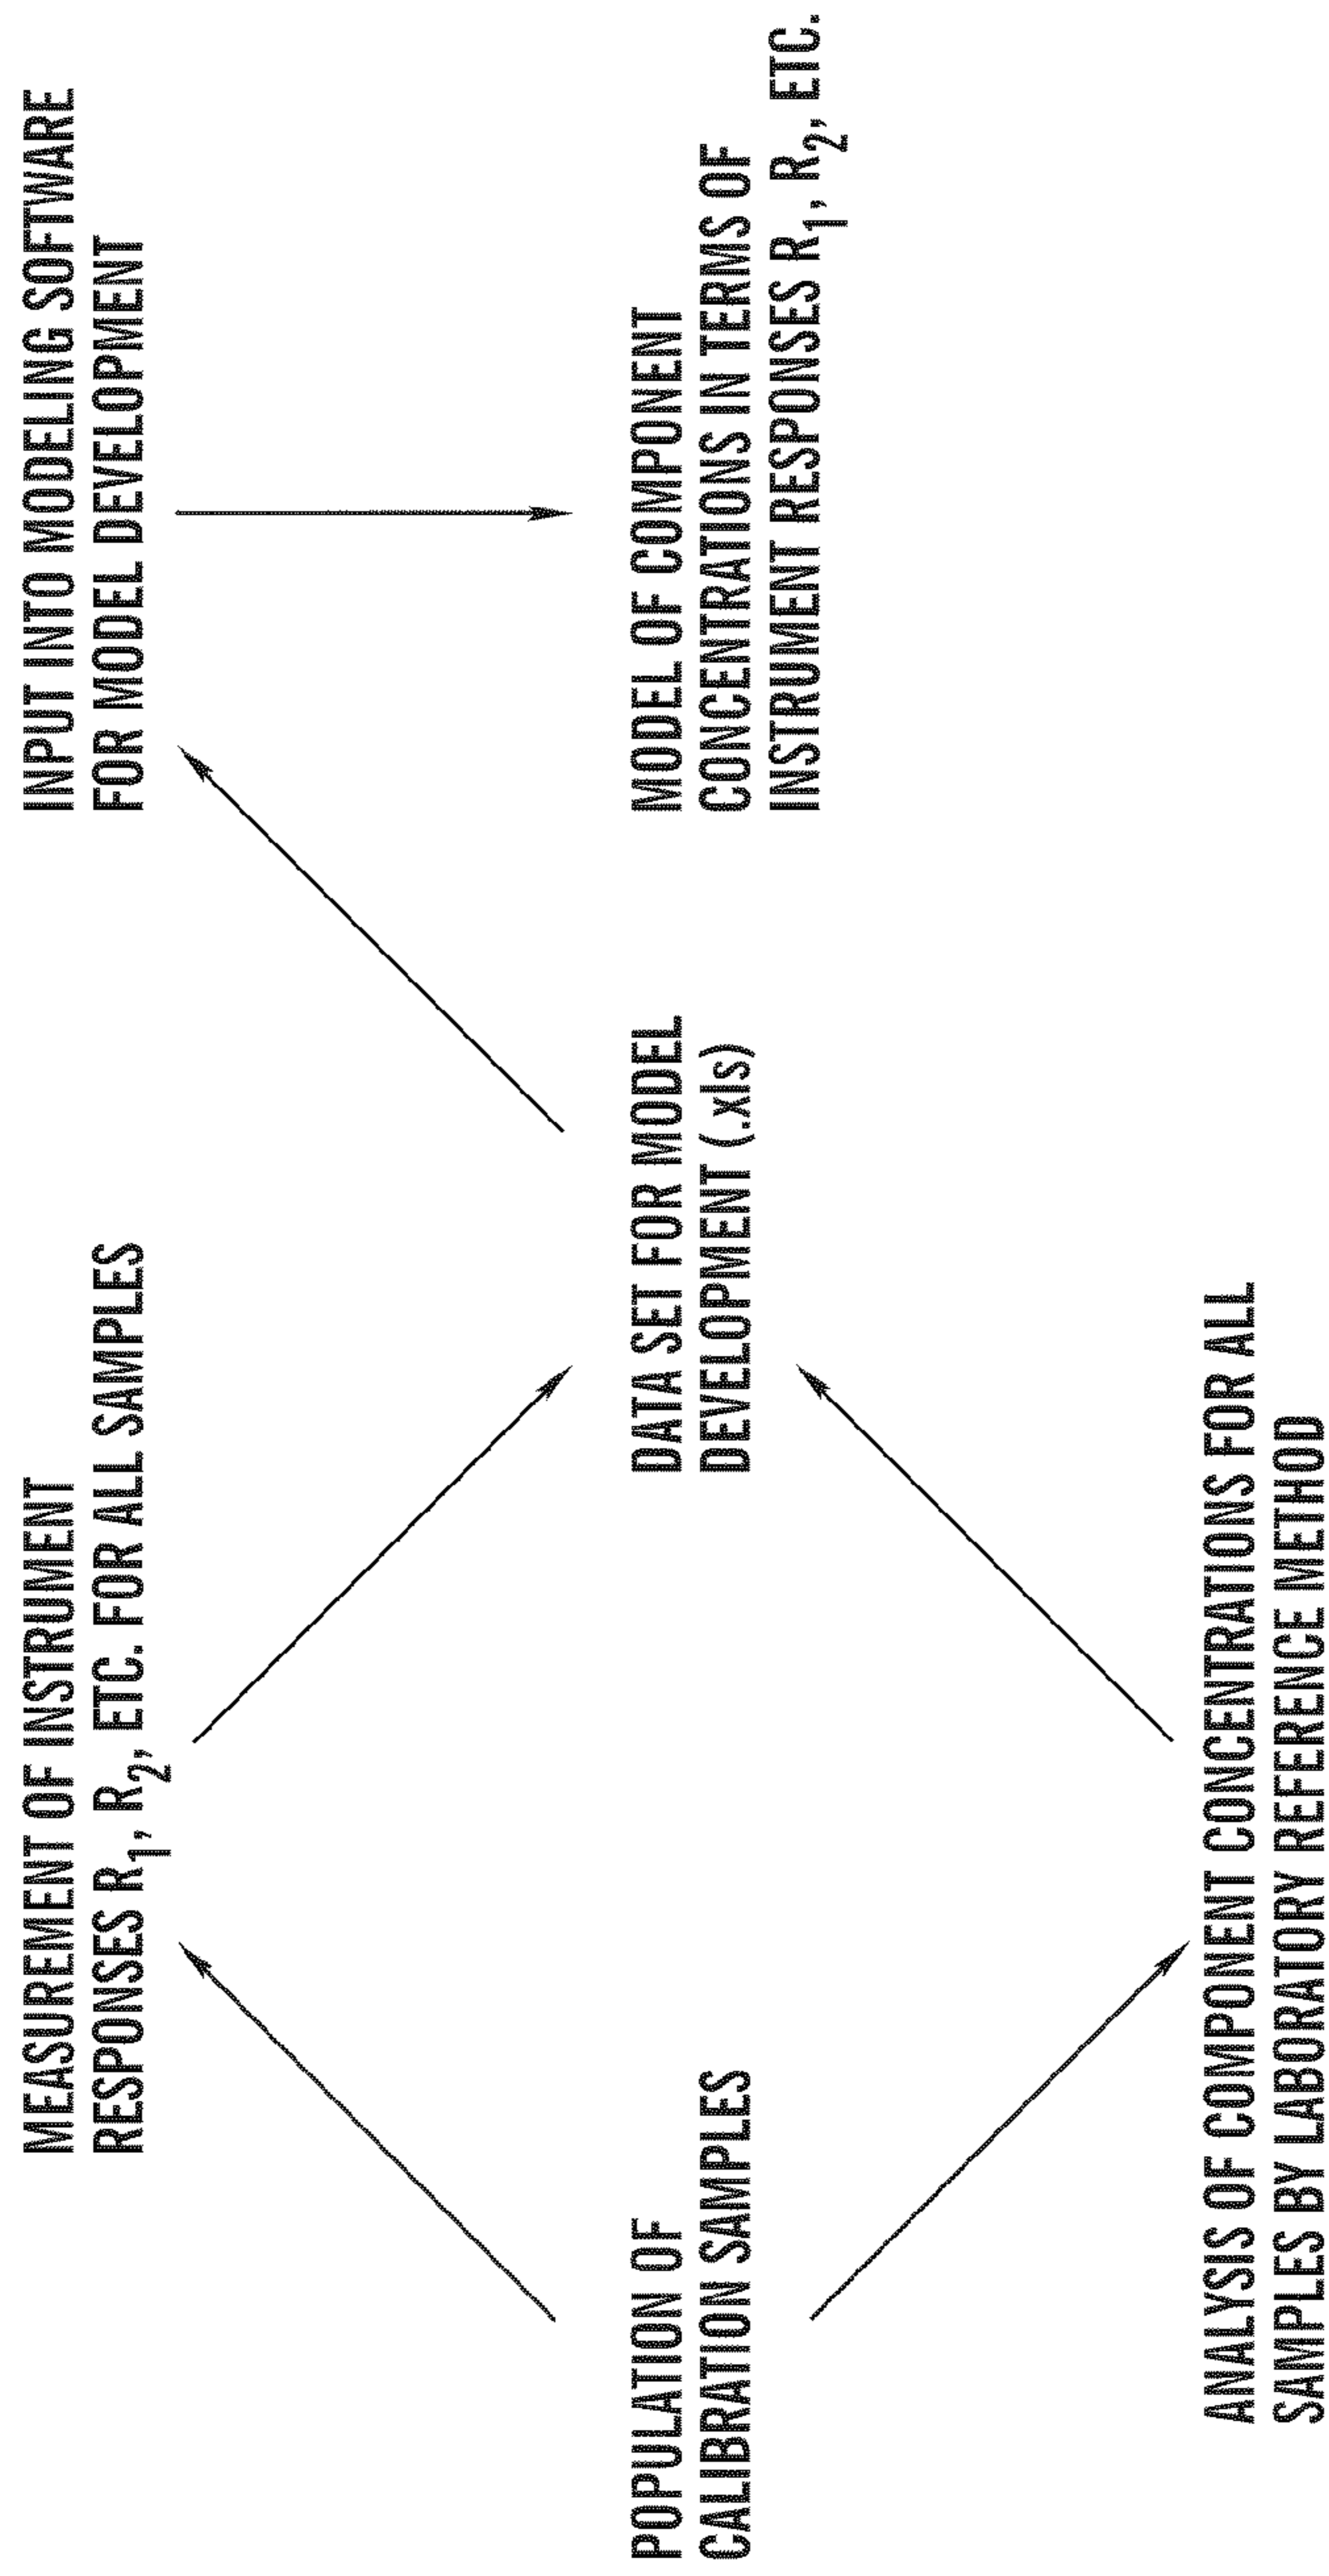 MEASUREMENT OF INSTRUMENT
RESPONSES R1, R2, ETC. FOR ALL SAMPLES
INPUT INTO MODELING SOFTWARE
FOR MODEL DEVELOPMENT
POPULATION OF
CALIBRATION SAMPLES
DATA SET FOR MODEL
DEVELOPMENT (.xls)
MODEL OF COMPONENT
CONCENTRATIONS IN TERMS OF
INSTRUMENT RESPONSES R1, R2, ETC.
ANALYSIS OF COMPONENT CONCENTRATIONS FOR ALL
SAMPLES BY LABORATORY REFERENCE METHOD